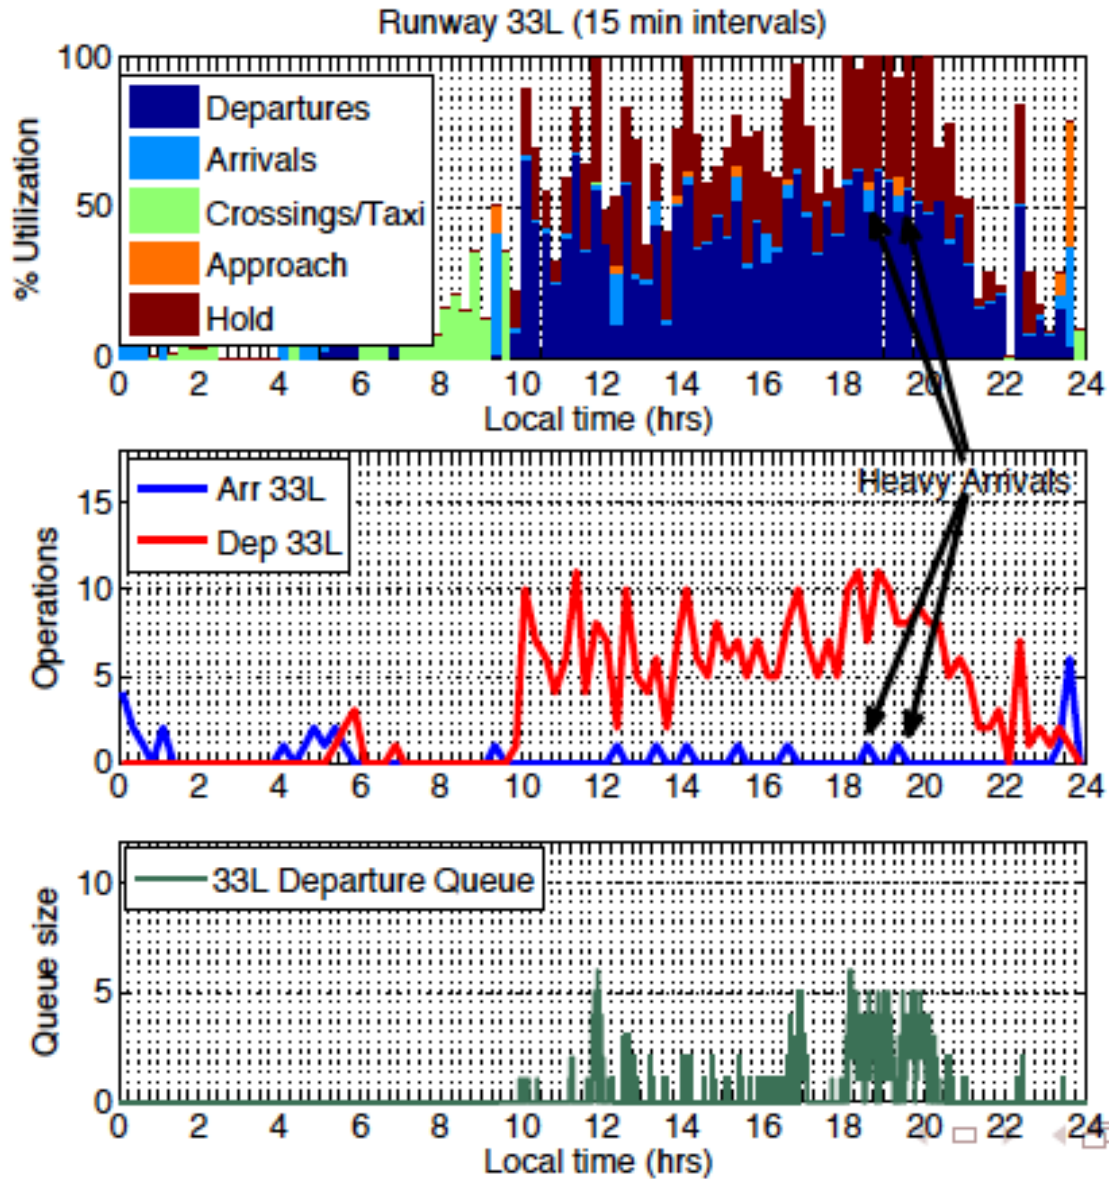 Runway 33L (15 min intervals)
% Utilization
100
50
0
Departures
Arrivals
Crossings/Taxi
Approach
Hold
0 2 4 6 8 10 12 14 16 18 20 22 24
Local time (hrs)
Operations
15
10
5
0
Arr 33L
Dep 33L
Heavy Arrivals
0 2 4 6 8 10 12 14 16 18 20 22 24
Queue size
10
5
0
33L Departure Queue
0 2 4 6 8 10 12 14 16 18 20 22 24
Local time (hrs)